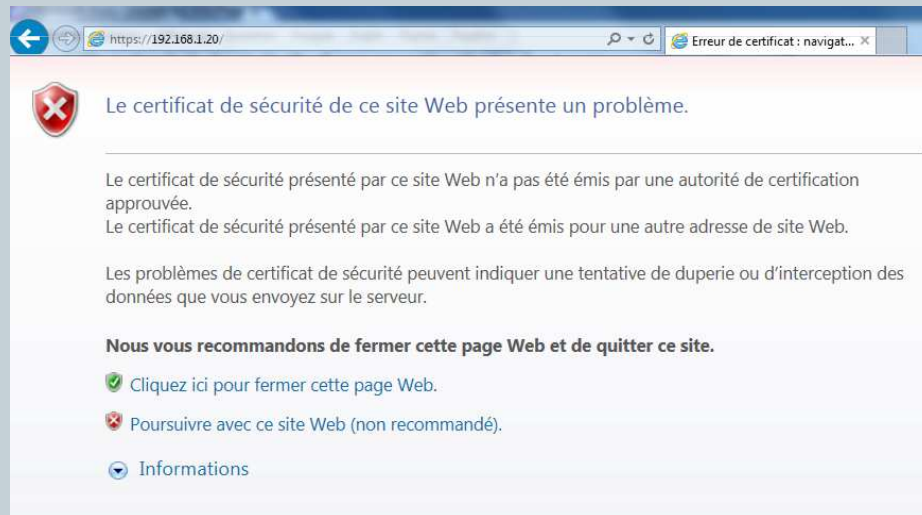 https://192.168.1.20/
Erreur de certificat : navigat...
Le certificat de sécurité de ce site Web présente un problème.
Le certificat de sécurité présenté par ce site Web n'a pas été émis par une autorité de certification
approuvée.
Le certificat de sécurité présenté par ce site Web a été émis pour une autre adresse de site Web.
Les problèmes de certificat de sécurité peuvent indiquer une tentative de duperie ou d'interception des
données que vous envoyez sur le serveur.
Nous vous recommandons de fermer cette page Web et de quitter ce site.
Cliquez ici pour fermer cette page Web.
Poursuivre avec ce site Web (non recommandé).
Informations